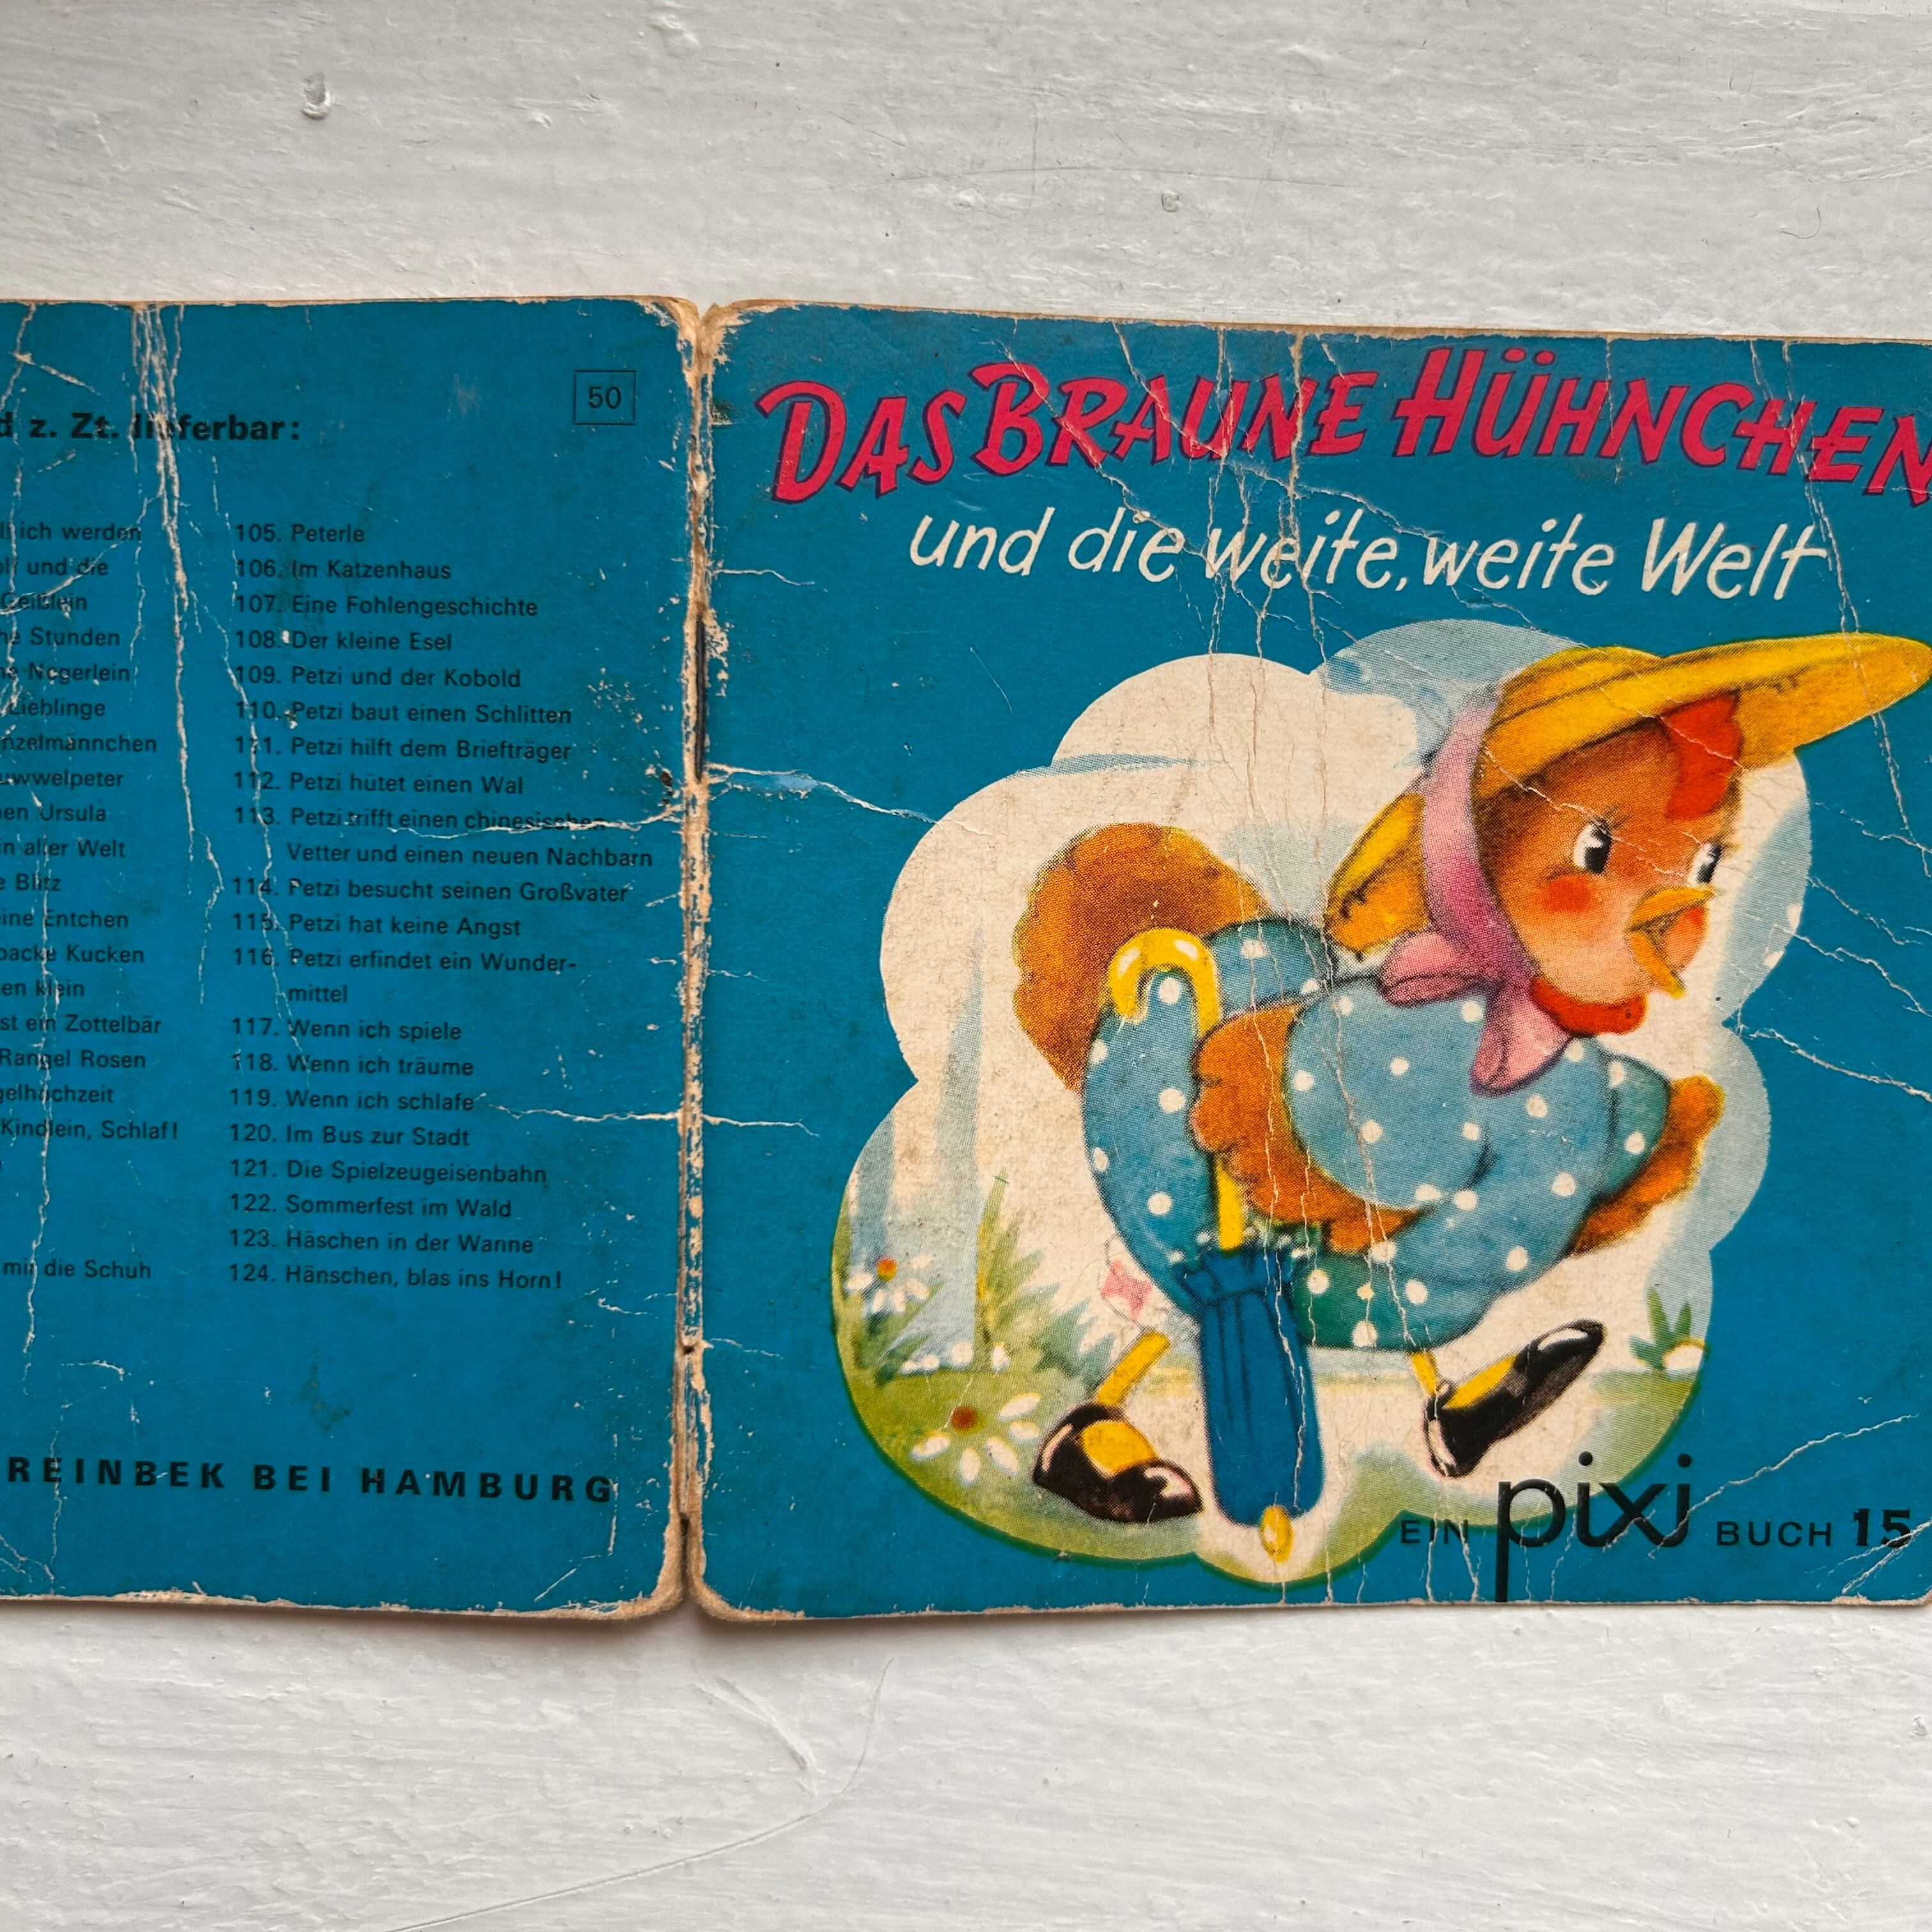 z. Zt. lieferbar:
50
ich werden
und die
Geißlein
Stunden
Negerlein
Lieblinge
nzelmännchen
uwwelpeter
en Ursula
in aller Welt
Blitz
ine Entchen
packe Kucken
en klein
st ein Zottelbär
Rangel Rosen
gelhochzeit
Kindlein, Schlaf!
mir die Schuh
105. Peterle
106. Im Katzenhaus
107. Eine Fohlengeschichte
108. Der kleine Esel
109. Petzi und der Kobold
110. Petzi baut einen Schlitten
111. Petzi hilft dem Briefträger
112. Petzi hütet einen Wal
113. Petzi trifft einen chinesischen
Vetter und einen neuen Nachbarn
114. Petzi besucht seinen Großvater
115. Petzi hat keine Angst
116. Petzi erfindet ein Wunder-
mittel
117. Wenn ich spiele
118. Wenn ich träume
119. Wenn ich schlafe
120. Im Bus zur Stadt
121. Die Spielzeugeisenbahn
122. Sommerfest im Wald
123. Häschen in der Wanne
124. Hänschen, blas ins Horn!
REINBEK BEI HAMBURG
DAS BRAUNE HÜHNCHEN
und die weite, weite Welt
EIN pixi BUCH 15